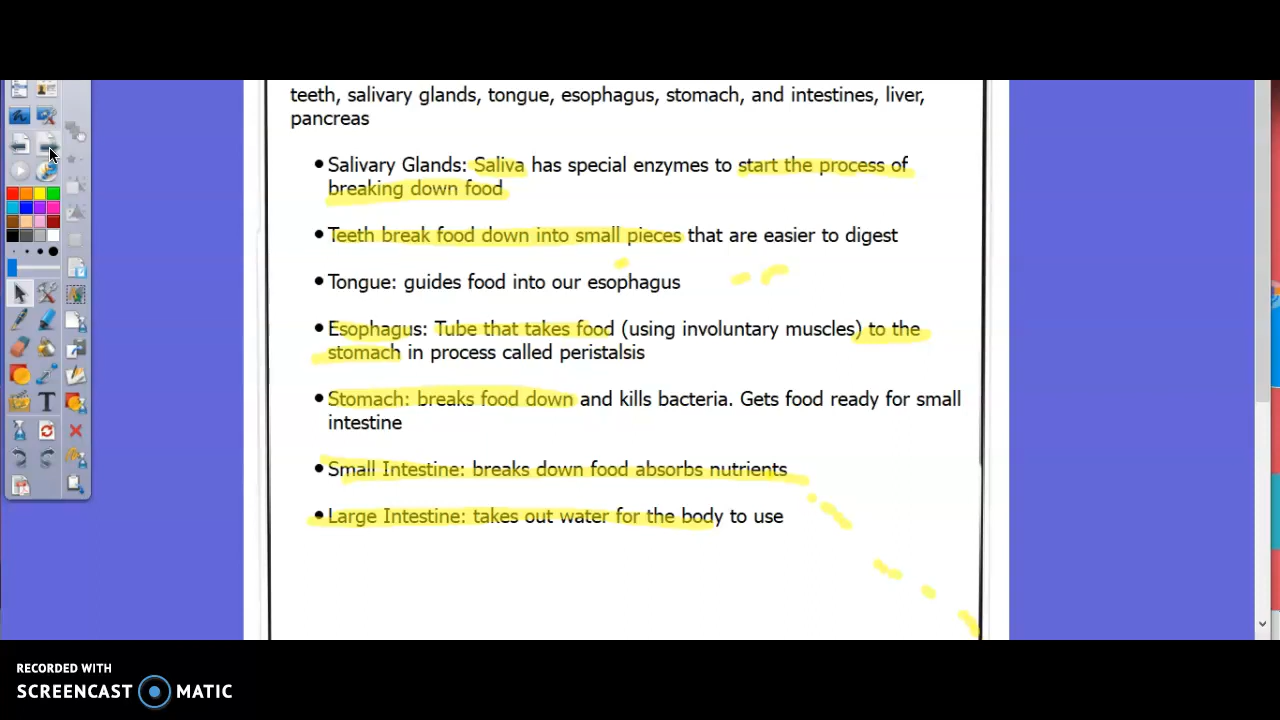 teeth, salivary glands, tongue, esophagus, stomach, and intestines, liver,
pancreas
•Salivary Glands: Saliva has special enzymes to start the process of
breaking down food
•Teeth break food down into small pieces that are easier to digest
•Tongue: guides food into our esophagus
•Esophagus: Tube that takes food (using involuntary muscles) to the
stomach in process called peristalsis
•Stomach: breaks food down and kills bacteria. Gets food ready for small
intestine
•Small Intestine: breaks down food absorbs nutrients
•Large Intestine: takes out water for the body to use
RECORDED WITH
SCREENCAST MATIC